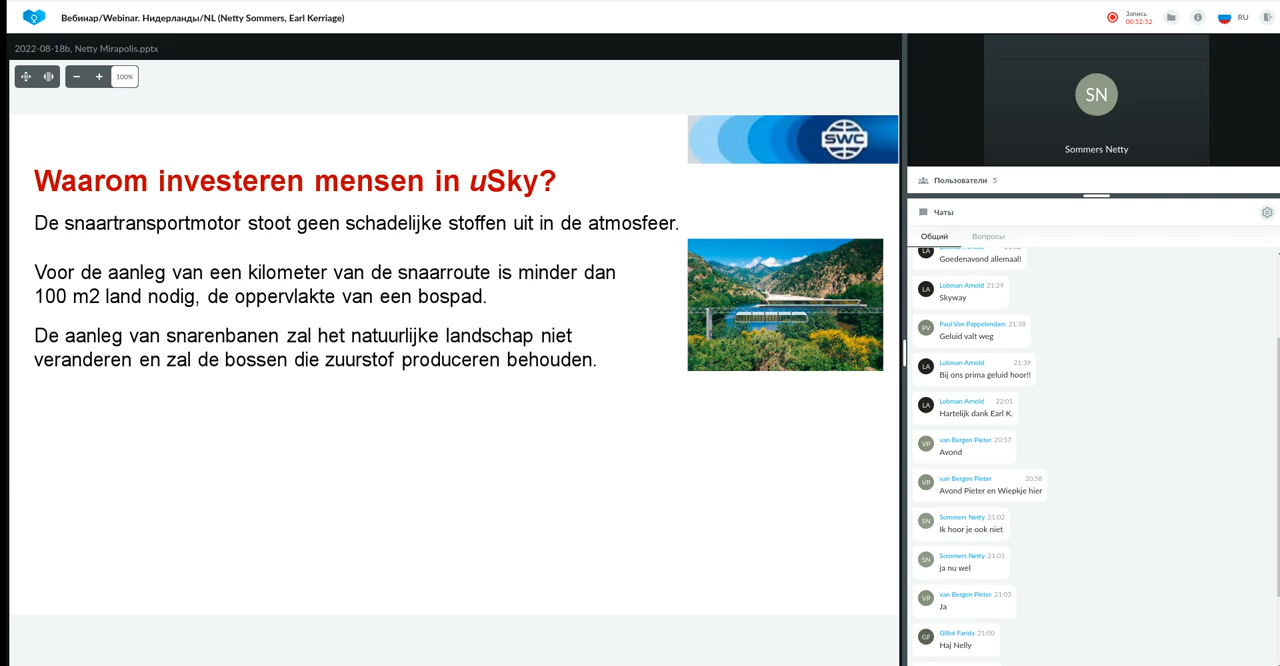 Вебинар/Webinar. Нидерланды/NL (Netty Sommers, Earl Kerriage)
Запись
00:52:52
RU
2022-08-18b, Netty Mirapolis.pptx
100%
SWC
Waarom investeren mensen in uSky?
De snaartransportmotor stoot geen schadelijke stoffen uit in de atmosfeer.
Voor de aanleg van een kilometer van de snaarroute is minder dan
100 m2 land nodig, de oppervlakte van een bospad.
De aanleg van snarenbanen zal het natuurlijke landschap niet
veranderen en zal de bossen die zuurstof produceren behouden.
SN
Sommers Netty
Пользователи 5
Чаты
Общий Вопросы
LA
Goedenavond allemaal!
LA Lobman Arnold 21:29
Skyway
PV Paul Van Pappelendam 21:38
Geluid valt weg
LA Lobman Arnold 21:39
Bij ons prima geluid hoor!!
LA Lobman Arnold 22:01
Hartelijk dank Earl K.
VP van Bergen Pieter 20:57
Avond
VP van Bergen Pieter 20:58
Avond Pieter en Wiepkje hier
SN Sommers Netty 21:02
Ik hoor je ook niet
SN Sommers Netty 21:03
ja nu wel
VP van Bergen Pieter 21:03
Ja
GF Gillot Farida 21:00
Haj Nelly